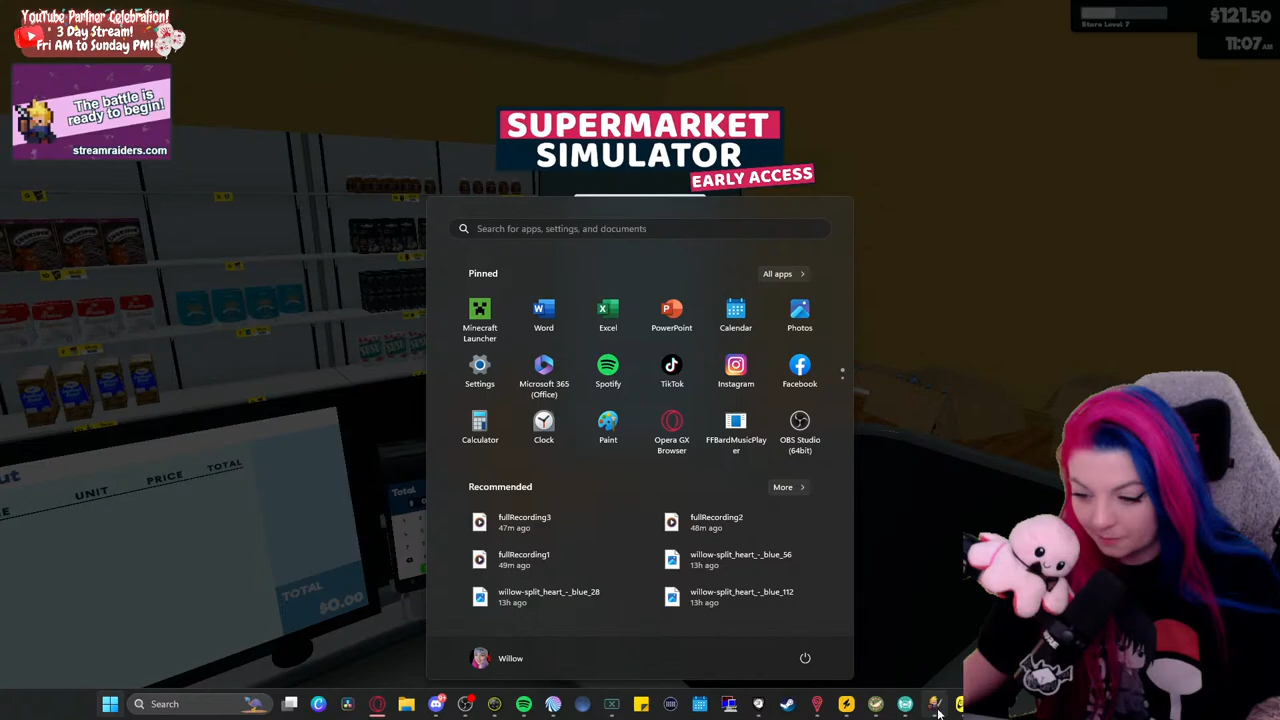 YouTube Partner Celebration!
3 Day Stream!
Fri AM to Sunday PM!
The battle is
ready to begin!
streamraiders.com
Store Level 7
$121.50
11:07 AM
SUPERMARKET
SIMULATOR
EARLY ACCESS
Search for apps, settings, and documents
Pinned
All apps
Minecraft Launcher
Word
Excel
PowerPoint
Calendar
Photos
Settings
Microsoft 365 (Office)
Spotify
TikTok
Instagram
Facebook
Calculator
Clock
Paint
Opera GX Browser
FFBardMusicPlayer
OBS Studio (64bit)
Recommended
More
fullRecording3
47m ago
fullRecording2
48m ago
fullRecording1
49m ago
willow-split_heart_-_blue_56
13h ago
willow-split_heart_-_blue_28
13h ago
willow-split_heart_-_blue_112
13h ago
Willow
UNIT
PRICE
TOTAL
TOTAL
$0.00
Total
Search